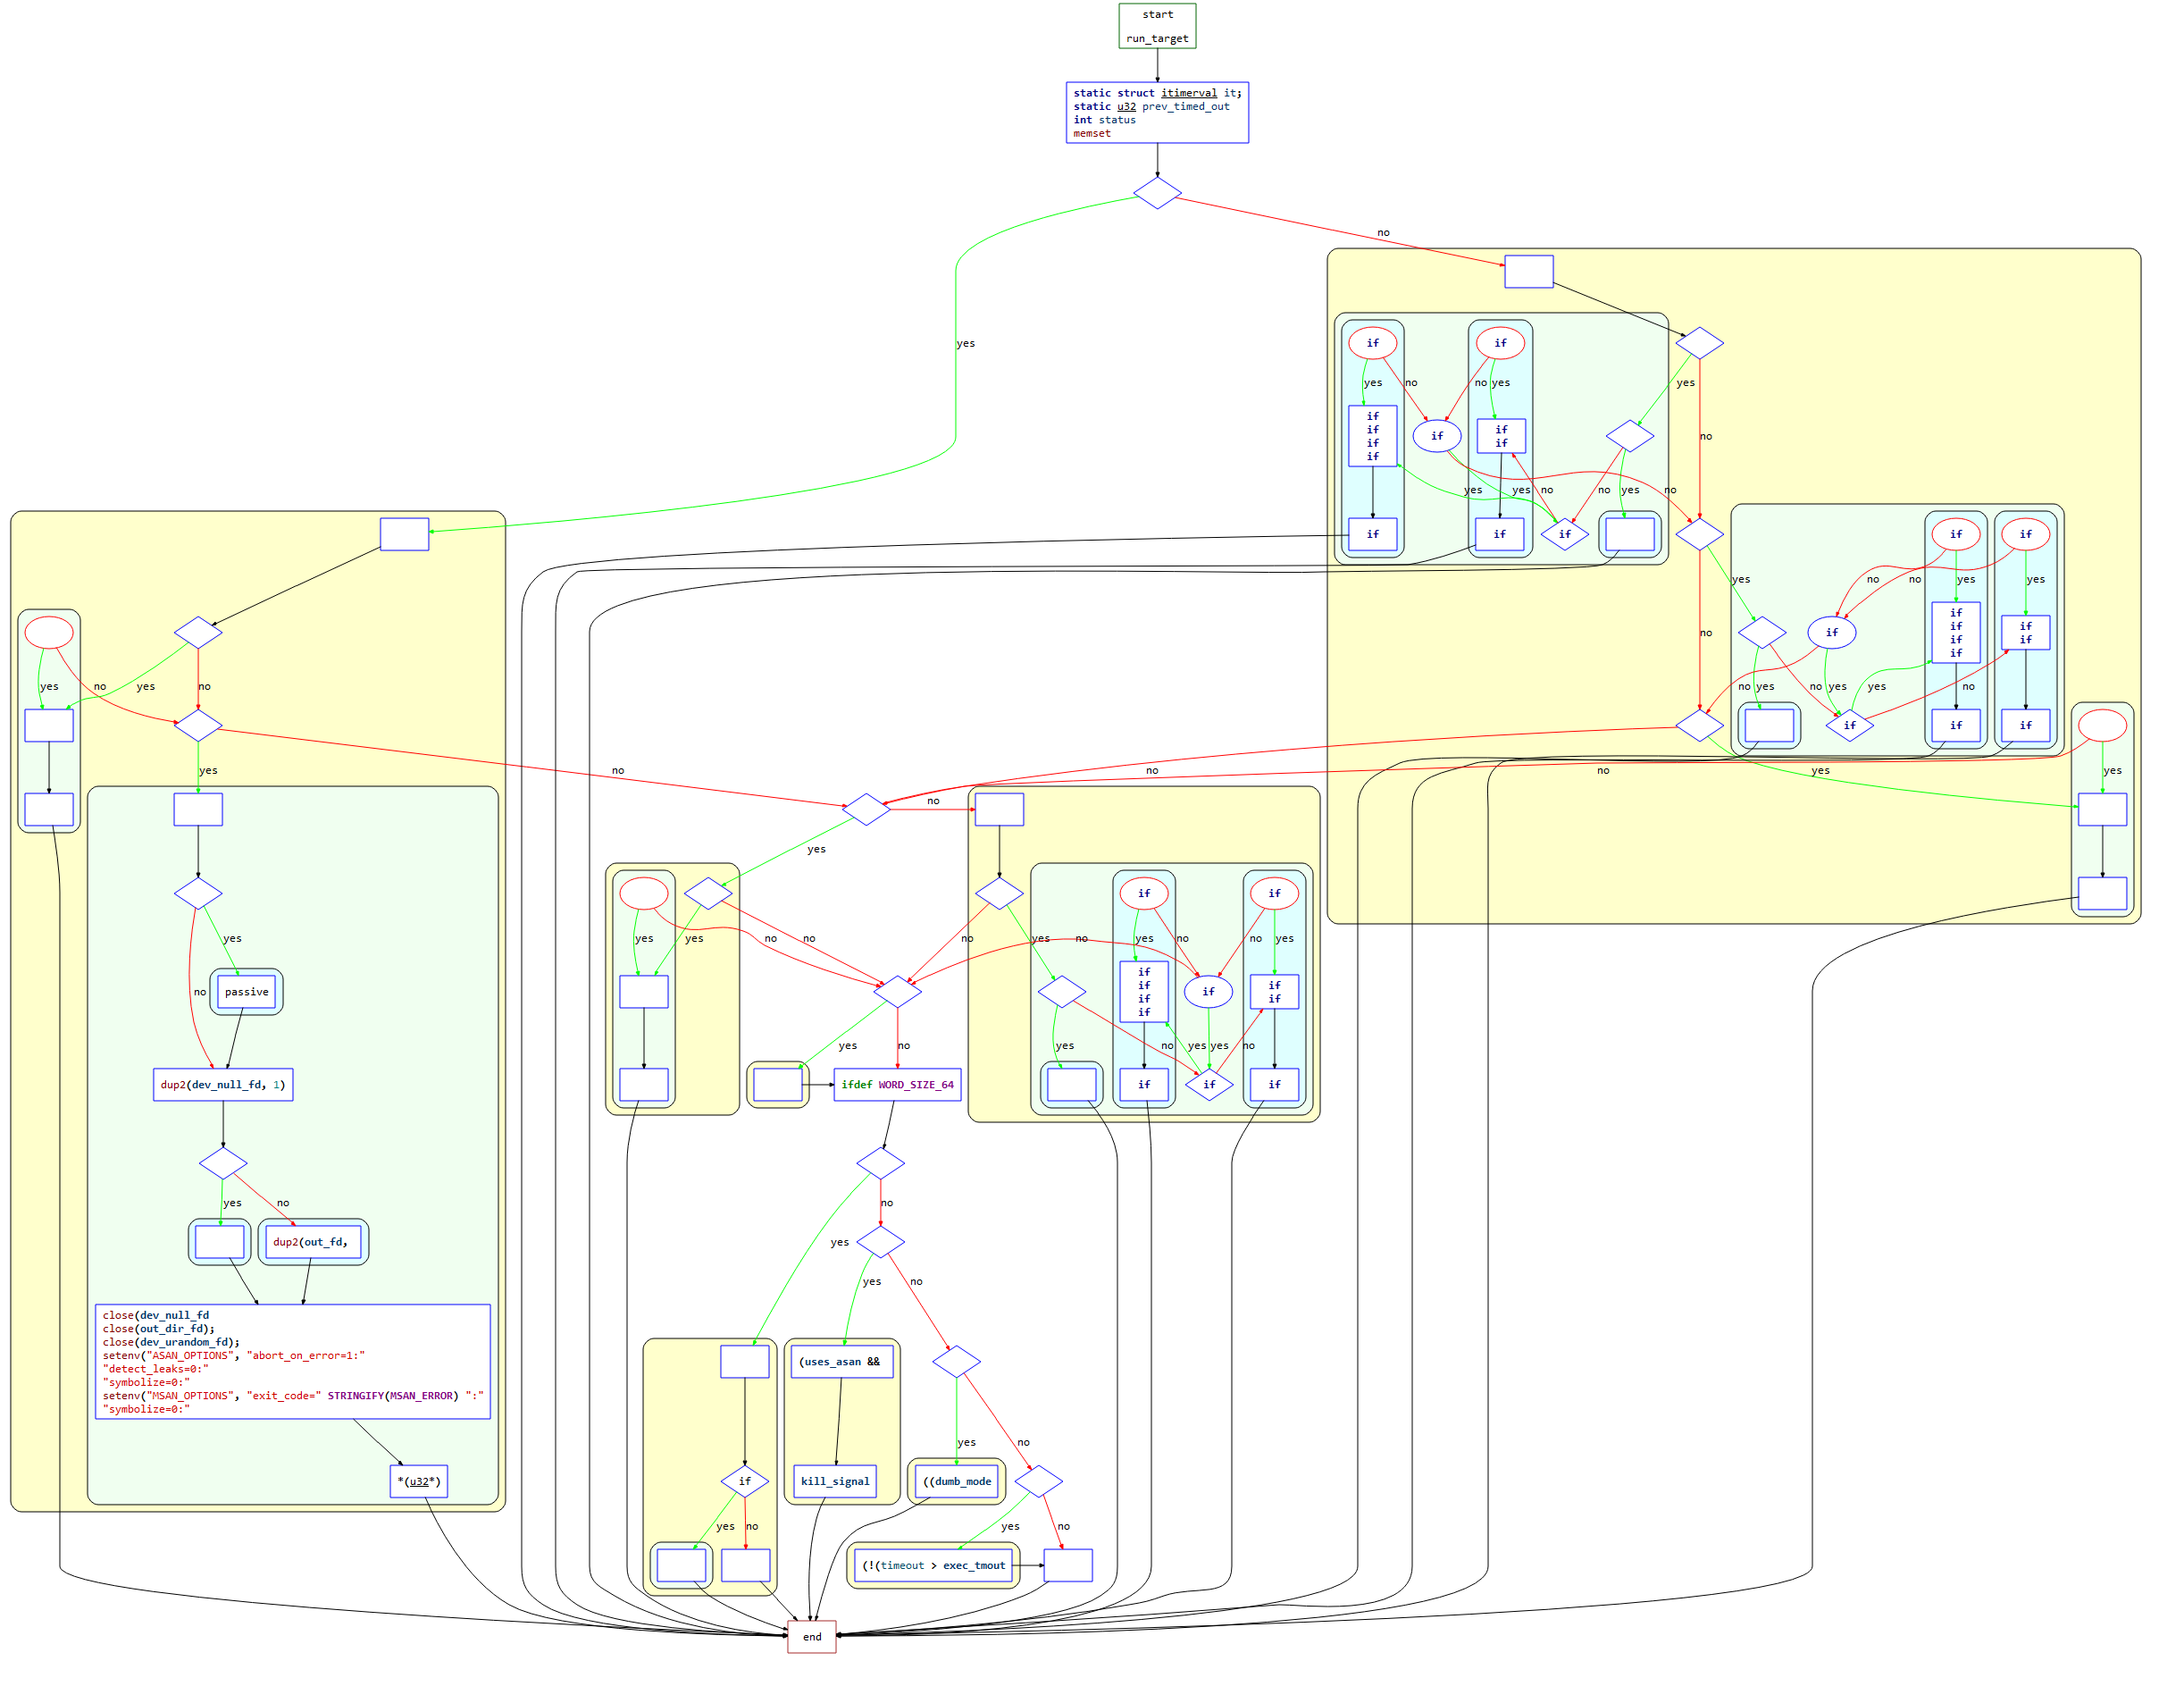 start
run_target
static struct itimerval it;
static u32 prev_timed_out
int status
memset
no
yes
if
if
yes
no
no
yes
yes
if
if
if
if
if
if
if
no
yes
yes
no
no
yes
no
if
if
if
if
if
yes
no
no
yes
yes
no
if
if
if
if
if
if
if
yes
no
yes
no
no
yes
yes
no
yes
if
if
if
no
yes
no
no
yes
no
yes
if
if
yes
yes
no
no
no
yes
no
yes
no
no
yes
yes
passive
no
if
if
if
if
if
if
if
yes
no
yes
no
yes
yes
no
dup2(dev_null_fd, 1)
ifdef WORD_SIZE_64
if
if
if
yes
no
no
dup2(out_fd,
yes
yes
no
close(dev_null_fd
close(out_dir_fd);
close(dev_urandom_fd);
setenv("ASAN_OPTIONS", "abort_on_error=1:"
"detect_leaks=0:"
"symbolize=0:"
setenv("MSAN_OPTIONS", "exit_code=" STRINGIFY(MSAN_ERROR) ":"
"symbolize=0:"
(uses_asan &&
yes
no
*(u32*)
if
kill_signal
((dumb_mode
yes
no
yes
no
(!(timeout > exec_tmout
end